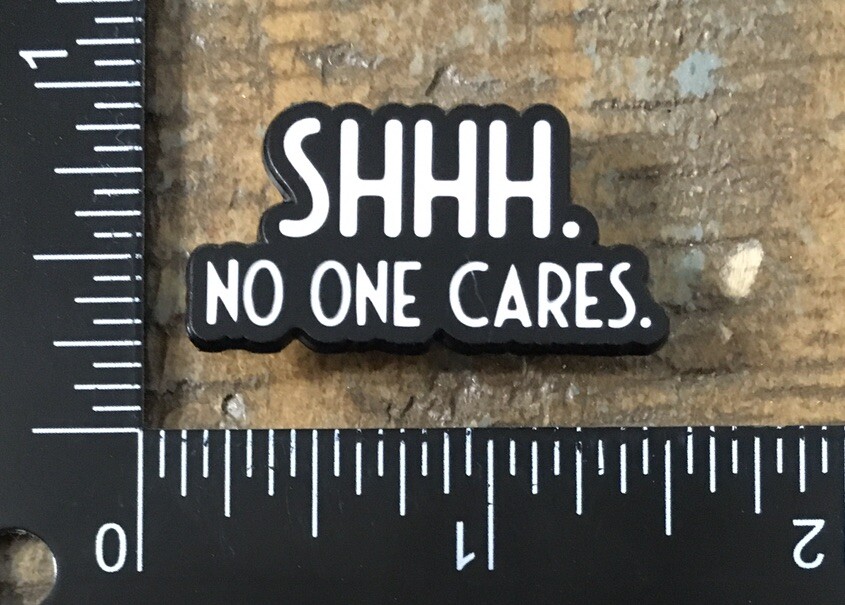 1
SHHH.
NO ONE CARES.
0 1 2